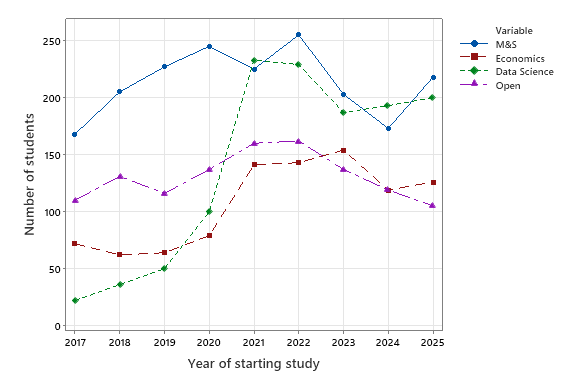 Variable
M&S
Economics
Data Science
Open
250
200
150
100
50
0
Number of students
2017 2018 2019 2020 2021 2022 2023 2024 2025
Year of starting study